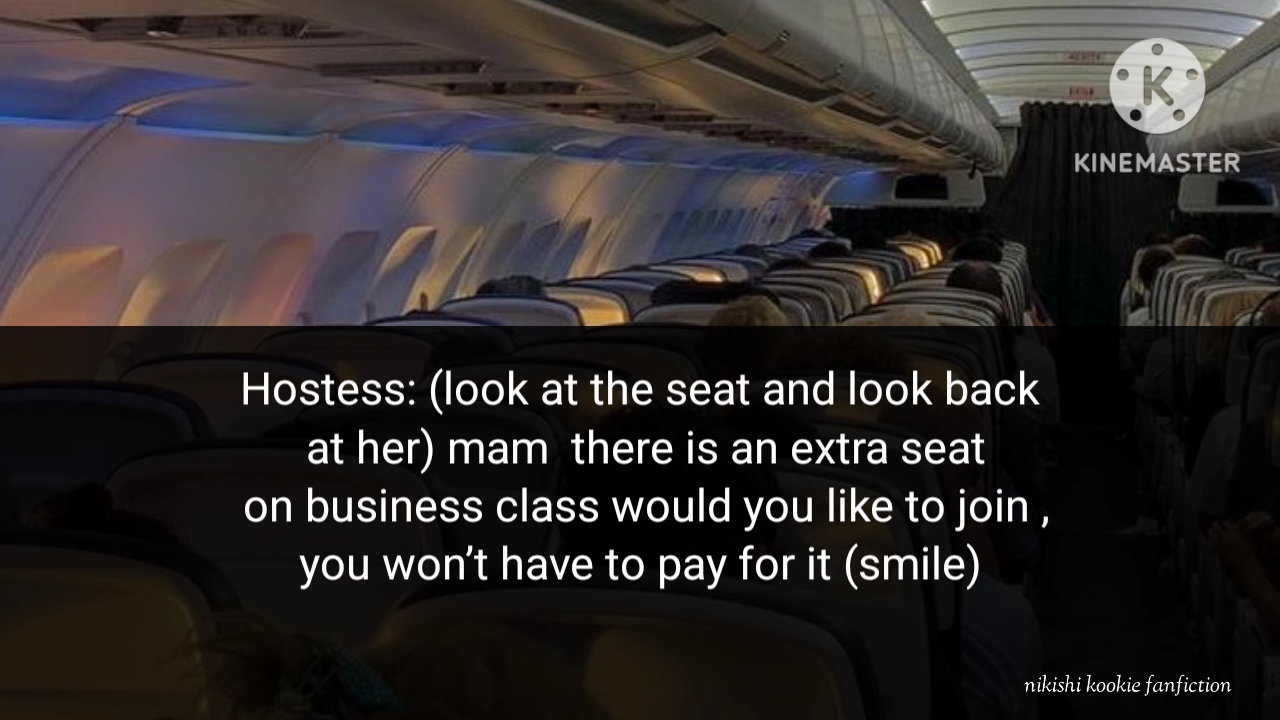 K
KINEMASTER
Hostess: (look at the seat and look back
at her) mam  there is an extra seat
on business class would you like to join ,
you won’t have to pay for it (smile)
nikishi kookie fanfiction